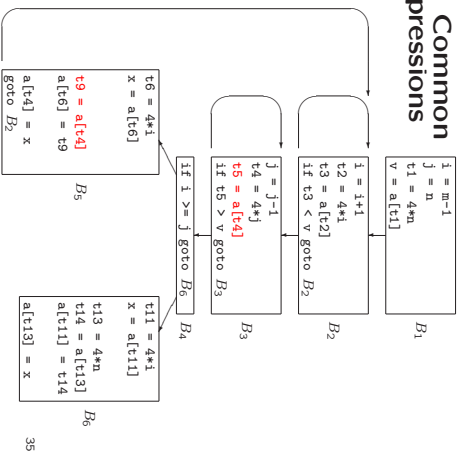 Common
pressions
i = m-1
j = n
t1 = 4*n
v = a[t1]
B1
i = i+1
t2 = 4*i
t3 = a[t2]
if t3 < v goto B2
B2
j = j-1
t4 = 4*j
t5 = a[t4]
if t5 > v goto B3
B3
if i >= j goto B6
B4
t6 = 4*i
x = a[t6]
t9 = a[t4]
a[t6] = t9
a[t4] = x
goto B2
B5
t11 = 4*i
x = a[t11]
t13 = 4*n
t14 = a[t13]
a[t11] = t14
a[t13] = x
B6
35